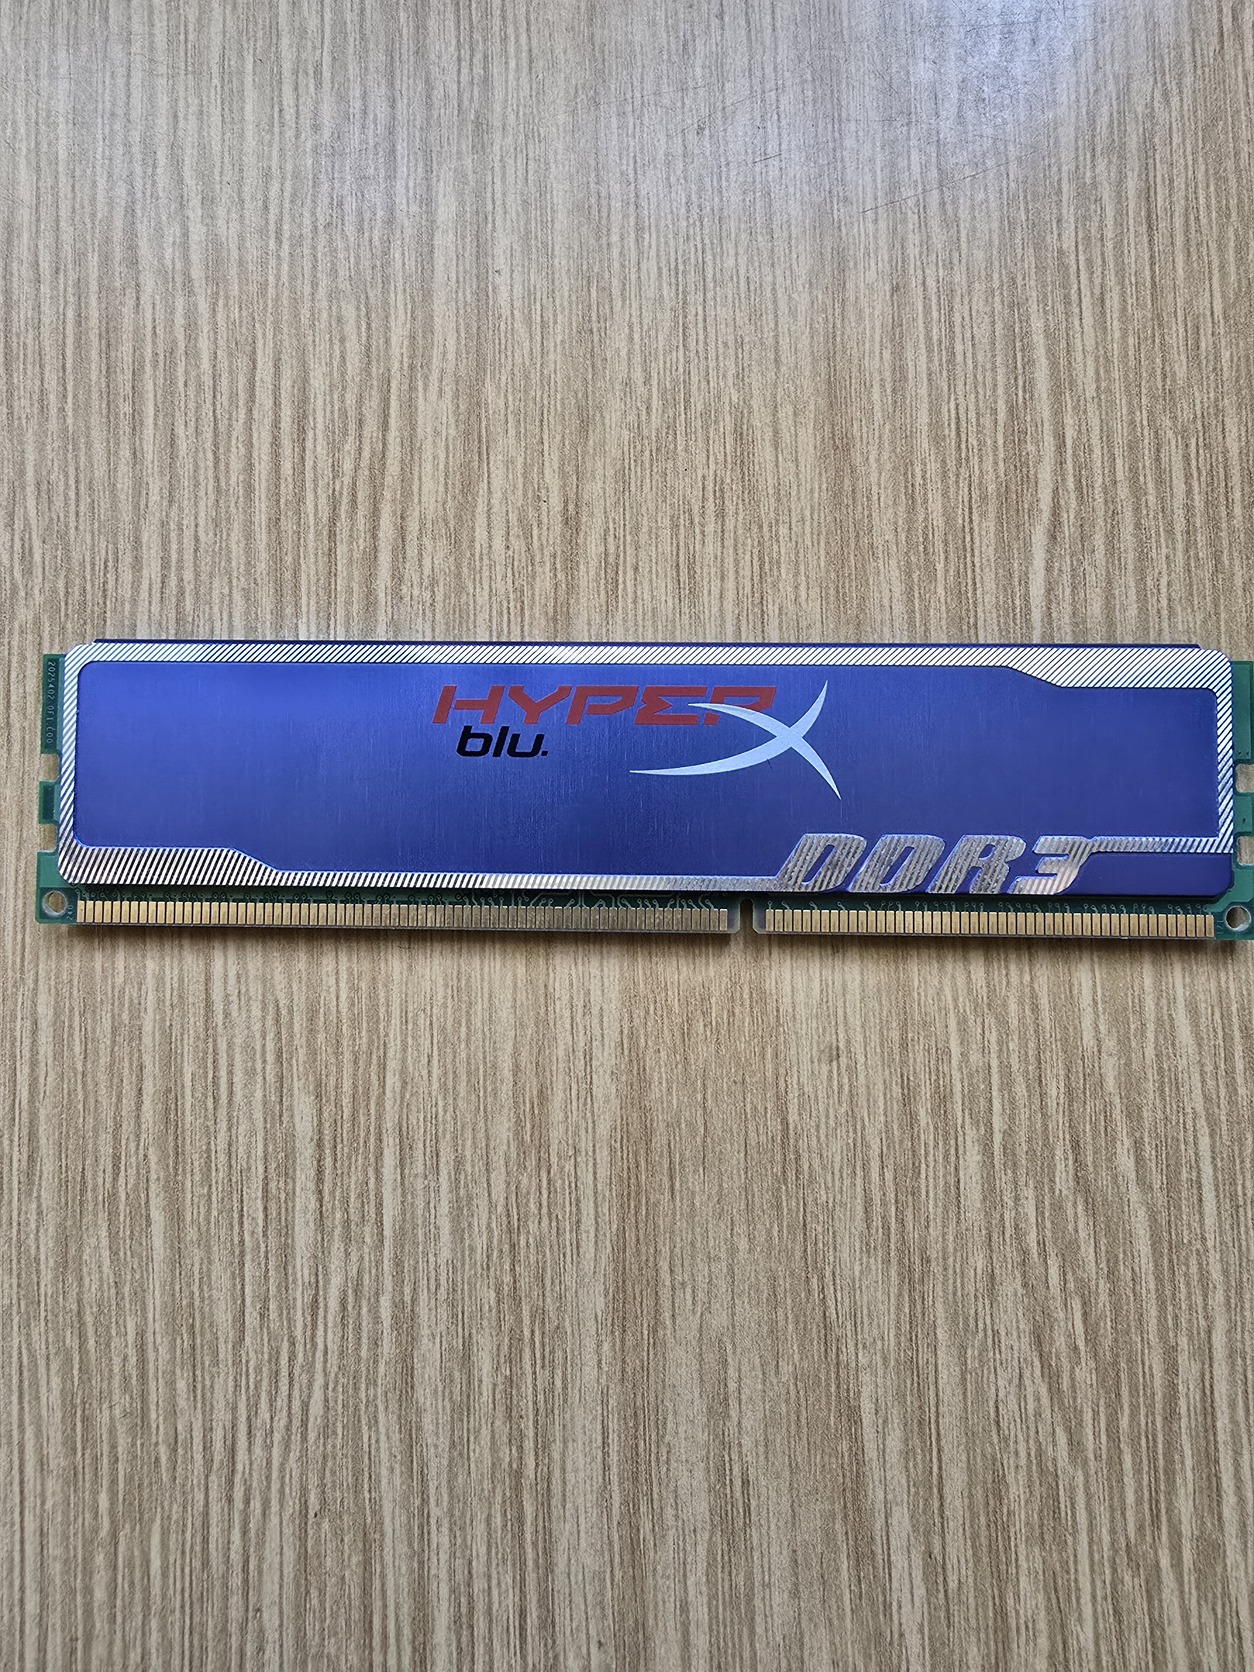 HYPERX
blu.
DDR3